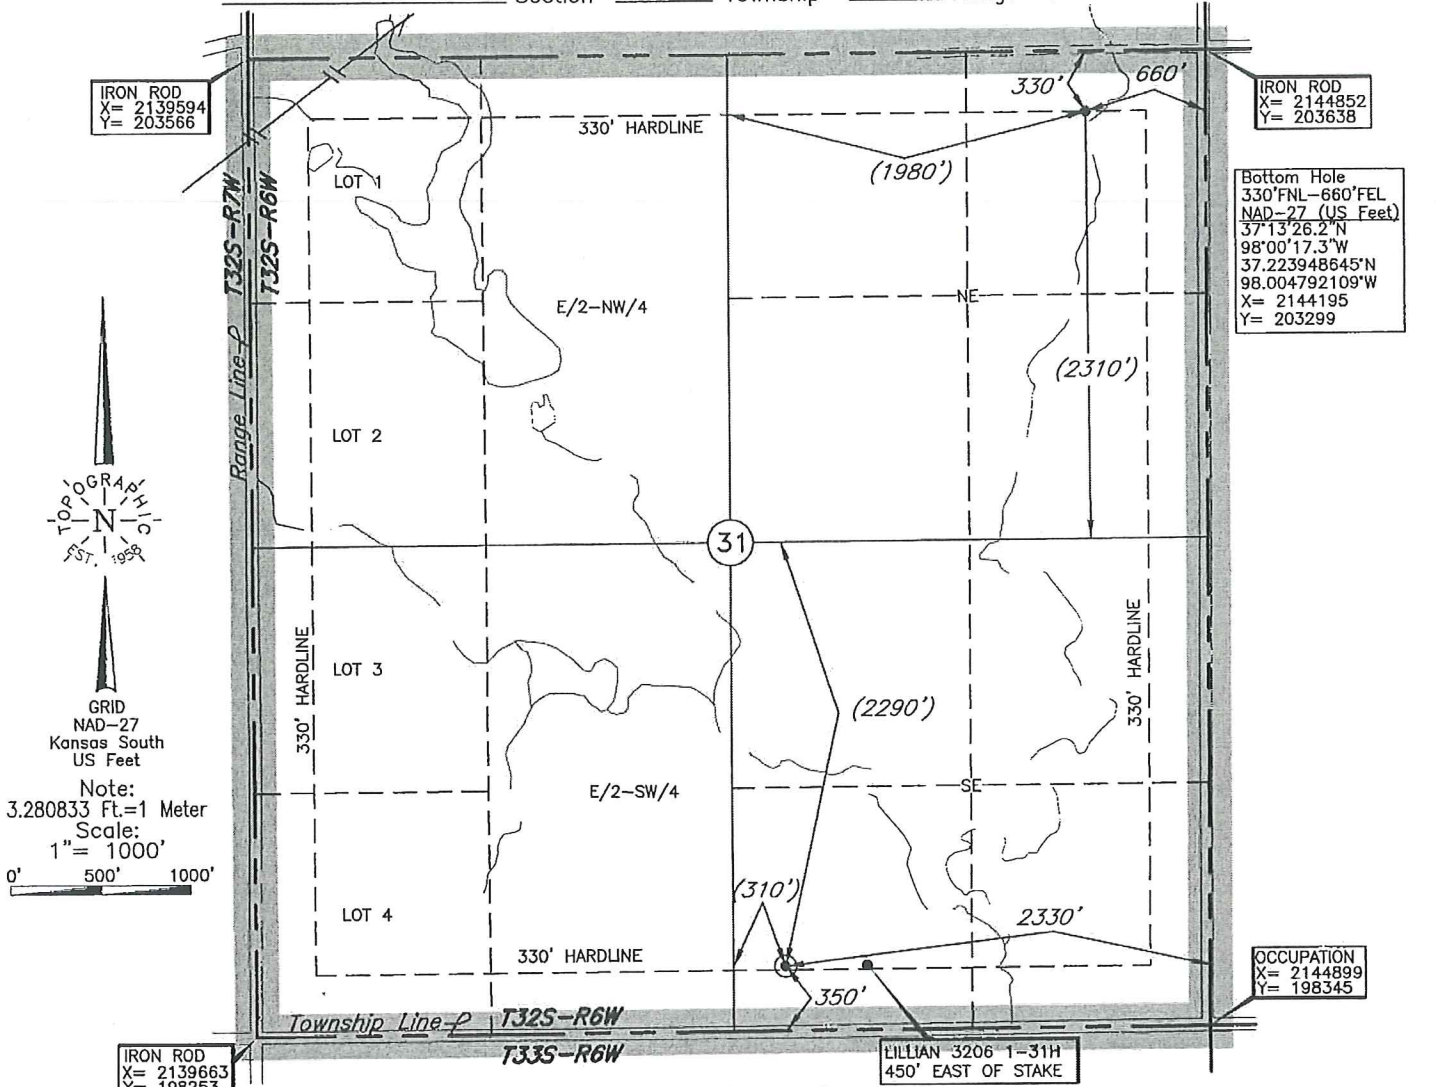 Section Township
IRON ROD
X= 2139594
Y= 203566
IRON ROD
X= 2144852
Y= 203638
330'
660'
330' HARDLINE
(1980')
LOT 1
T32S-R7W
T32S-R6W
Bottom Hole
330'FNL-660'FEL
NAD-27 (US Feet)
37°13'26.2"N
98°00'17.3"W
37.223948645°N
98.004792109°W
X= 2144195
Y= 203299
E/2-NW/4
NE
(2310')
Range Line
LOT 2
TOPOGRAPHIC
N
EST. 1958
31
GRID
NAD-27
Kansas South
US Feet
Note:
3.280833 Ft.=1 Meter
Scale:
1"= 1000'
0' 500' 1000'
330' HARDLINE
LOT 3
(2290')
330' HARDLINE
E/2-SW/4
SE
(310')
LOT 4
2330'
330' HARDLINE
350'
OCCUPATION
X= 2144899
Y= 198345
Township Line
T32S-R6W
T33S-R6W
LILLIAN 3206 1-31H
450' EAST OF STAKE
IRON ROD
X= 2139663
Y= 198253